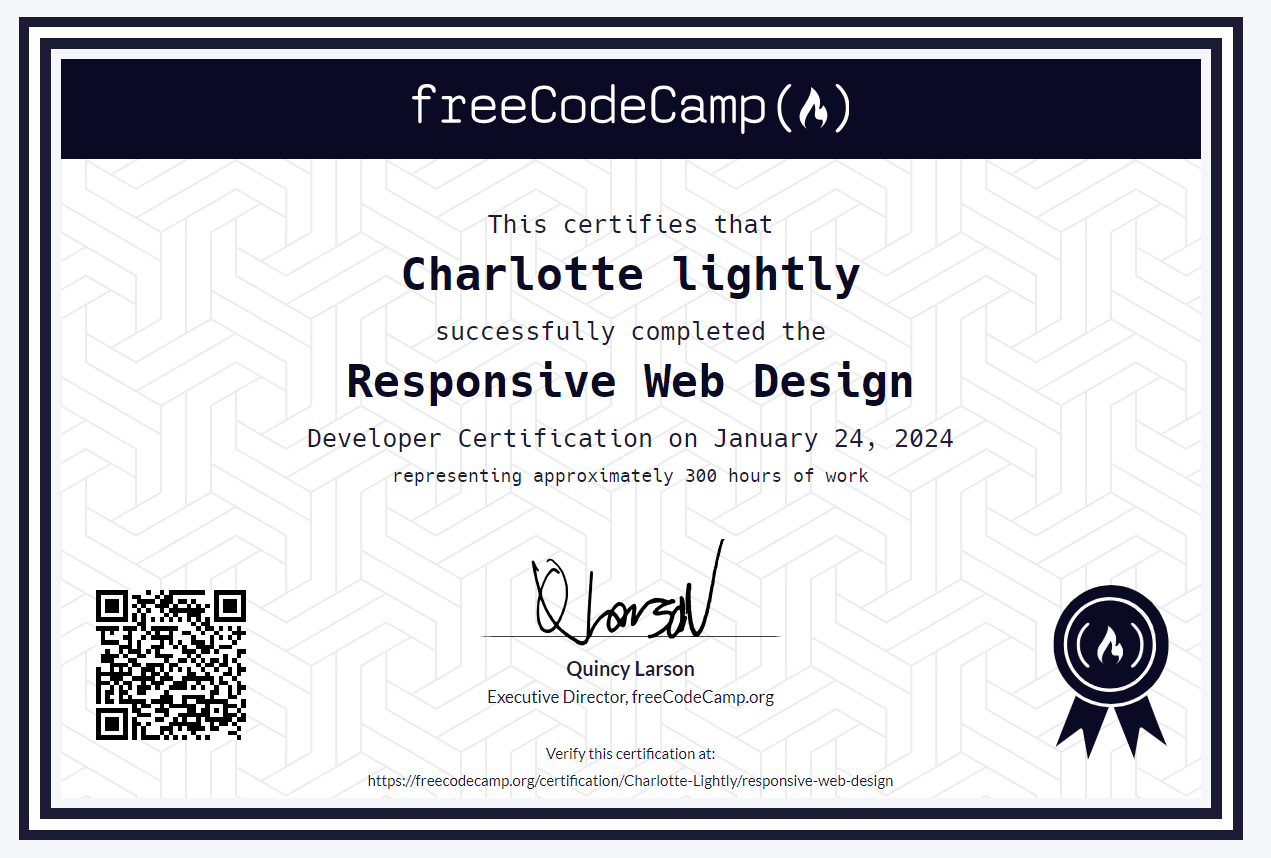 freeCodeCamp
This certifies that
Charlotte lightly
successfully completed the
Responsive Web Design
Developer Certification on January 24, 2024
representing approximately 300 hours of work
QLarson
Quincy Larson
Executive Director, freeCodeCamp.org
Verify this certification at:
https://freecodecamp.org/certification/Charlotte-Lightly/responsive-web-design